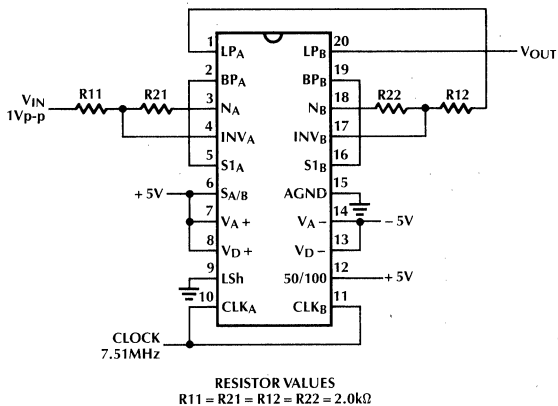 1 LPA LPB 20 VOUT
2 BPA BPB 19
VIN R11 R21 3 NA NB 18 R22 R12
1Vp-p 4 INVA INVB 17
5 S1A S1B 16
+5V 6 SA/B AGND 15
7 VA+ VA− 14 −5V
8 VD+ VD− 13
9 LSh 50/100 12 +5V
10 CLKA CLKB 11
CLOCK
7.51MHz
RESISTOR VALUES
R11 = R21 = R12 = R22 = 2.0kΩ